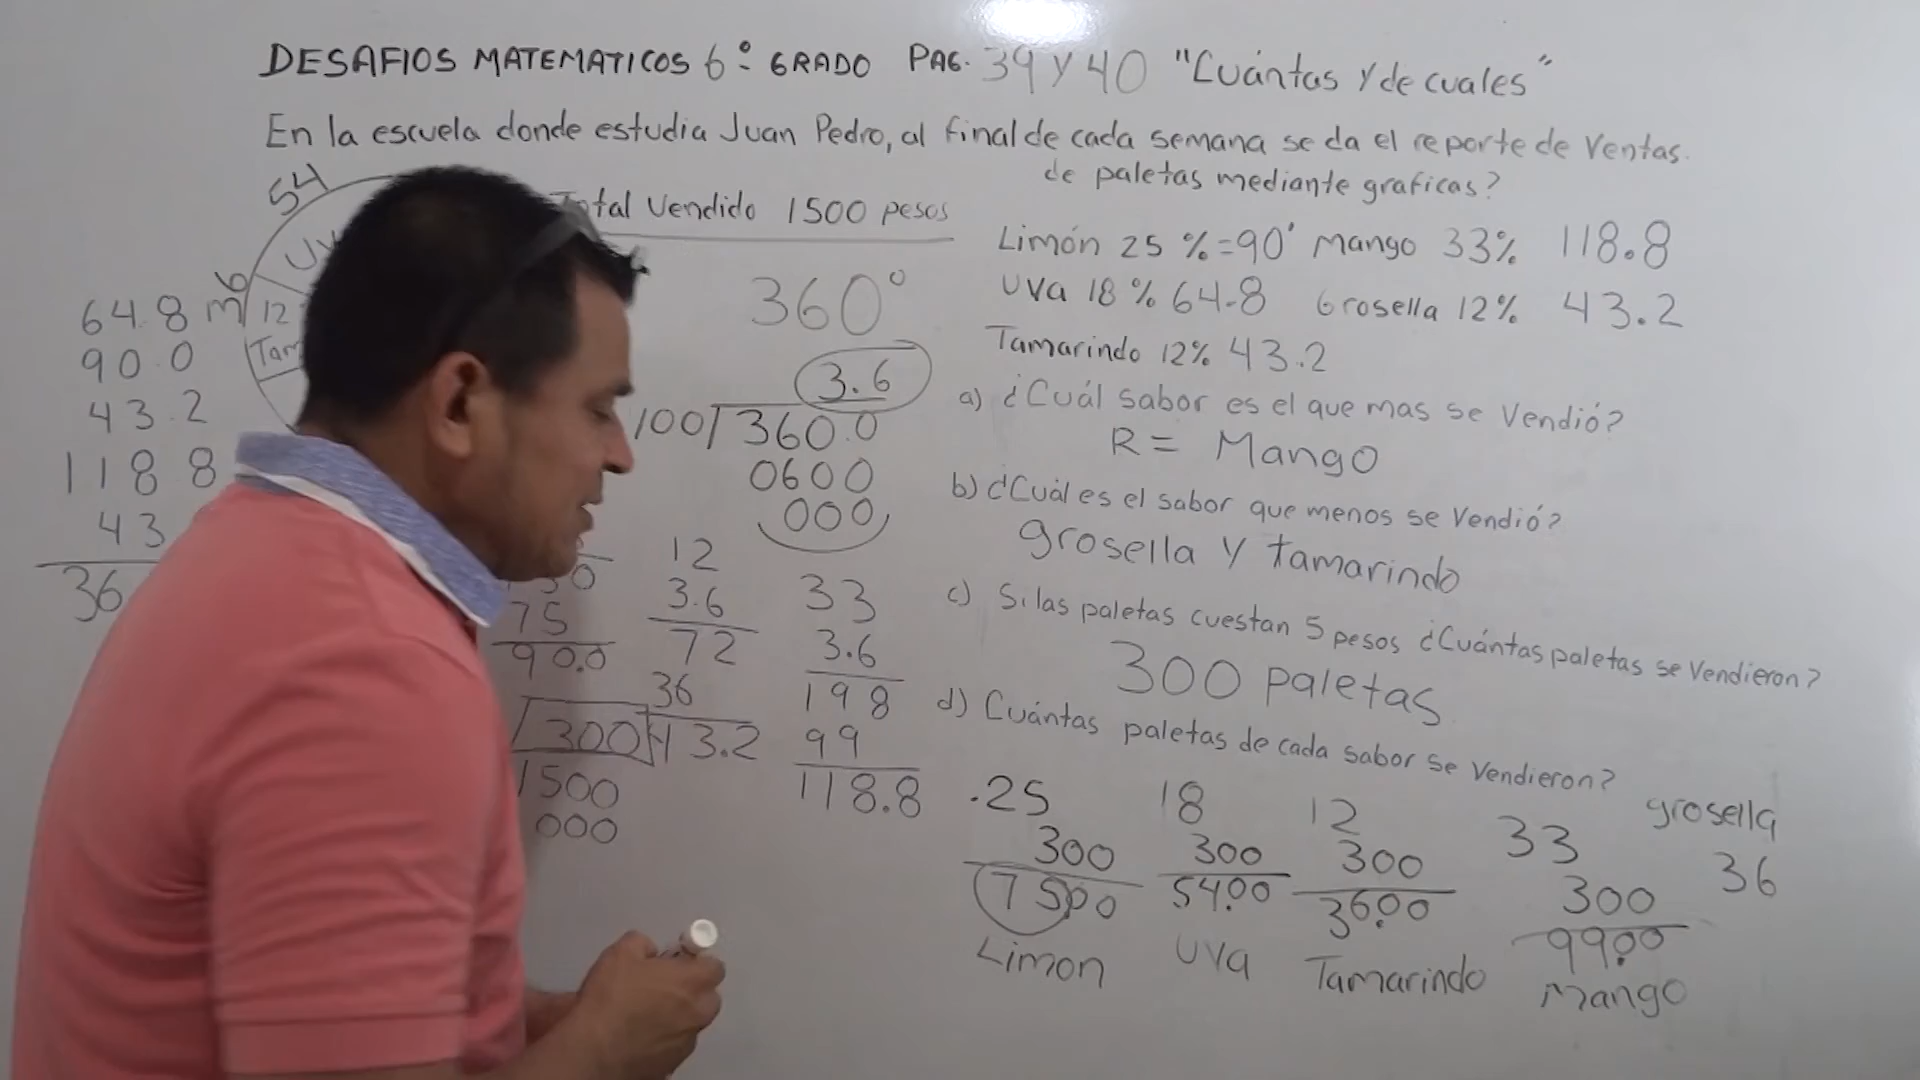 DESAFIOS MATEMATICOS 6º GRADO PAG. 39 Y 40 "Cuántas y de cuales"
En la escuela donde estudia Juan Pedro, al final de cada semana se da el reporte de Ventas.
de paletas mediante graficas?
Total Vendido 1500 pesos
54
12
Tam
64.8
90.0
43.2
118 8
43
36
360°
3.6
100 360.0
0600
000
75
90.0
12
3.6
72
36
43.2
33
3.6
198
99
118.8
300
1500
000
Limón 25 %=90° Mango 33% 118.8
Uva 18 % 64.8 Grosella 12% 43.2
Tamarindo 12% 43.2
a) ¿Cuál sabor es el que mas se Vendió?
R= Mango
b) ¿Cuál es el sabor que menos se Vendió?
grosella y tamarindo
c) Si las paletas cuestan 5 pesos ¿Cuántas paletas se Vendieron?
300 paletas
d) Cuántas paletas de cada sabor se Vendieron?
.25 18 12 33 grosella
300 300 300 300 36
7500 5400 3600 9900
Limon Uva Tamarindo Mango